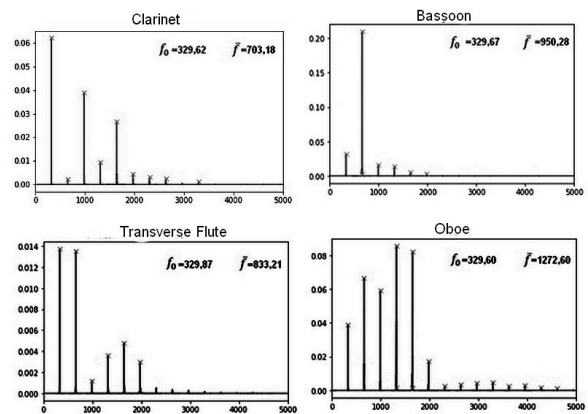 Clarinet
f₀ =329,62 f̄ =703,18
0.06
0.05
0.04
0.03
0.02
0.01
0.00
0 1000 2000 3000 4000 5000
Bassoon
f₀ =329,67 f̄ =950,28
0.20
0.15
0.10
0.05
0.00
0 1000 2000 3000 4000 5000
Transverse Flute
f₀ =329,87 f̄ =833,21
0.014
0.012
0.010
0.008
0.006
0.004
0.002
0.000
0 1000 2000 3000 4000 5000
Oboe
f₀ =329,60 f̄ =1272,60
0.08
0.06
0.04
0.02
0.00
0 1000 2000 3000 4000 5000